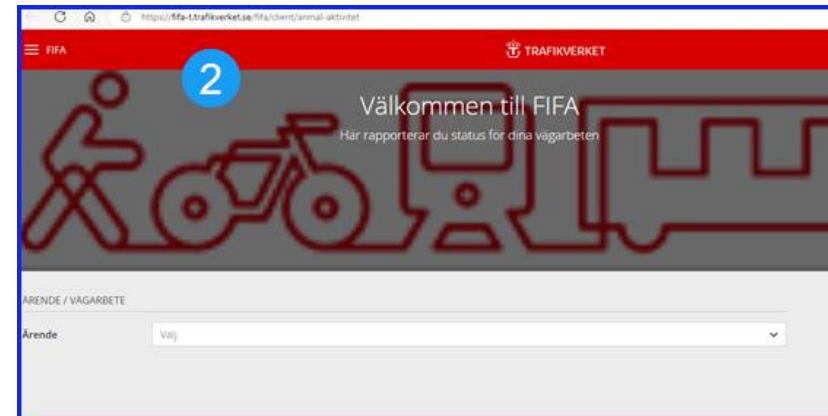 https://fifa-t.trafikverket.se/fifa/client/anmal-aktivitet
FIFA
TRAFIKVERKET
2
Välkommen till FIFA
Här rapporterar du status för dina vägarbeten
ÄRENDE / VÄGARBETE
Ärende
Välj